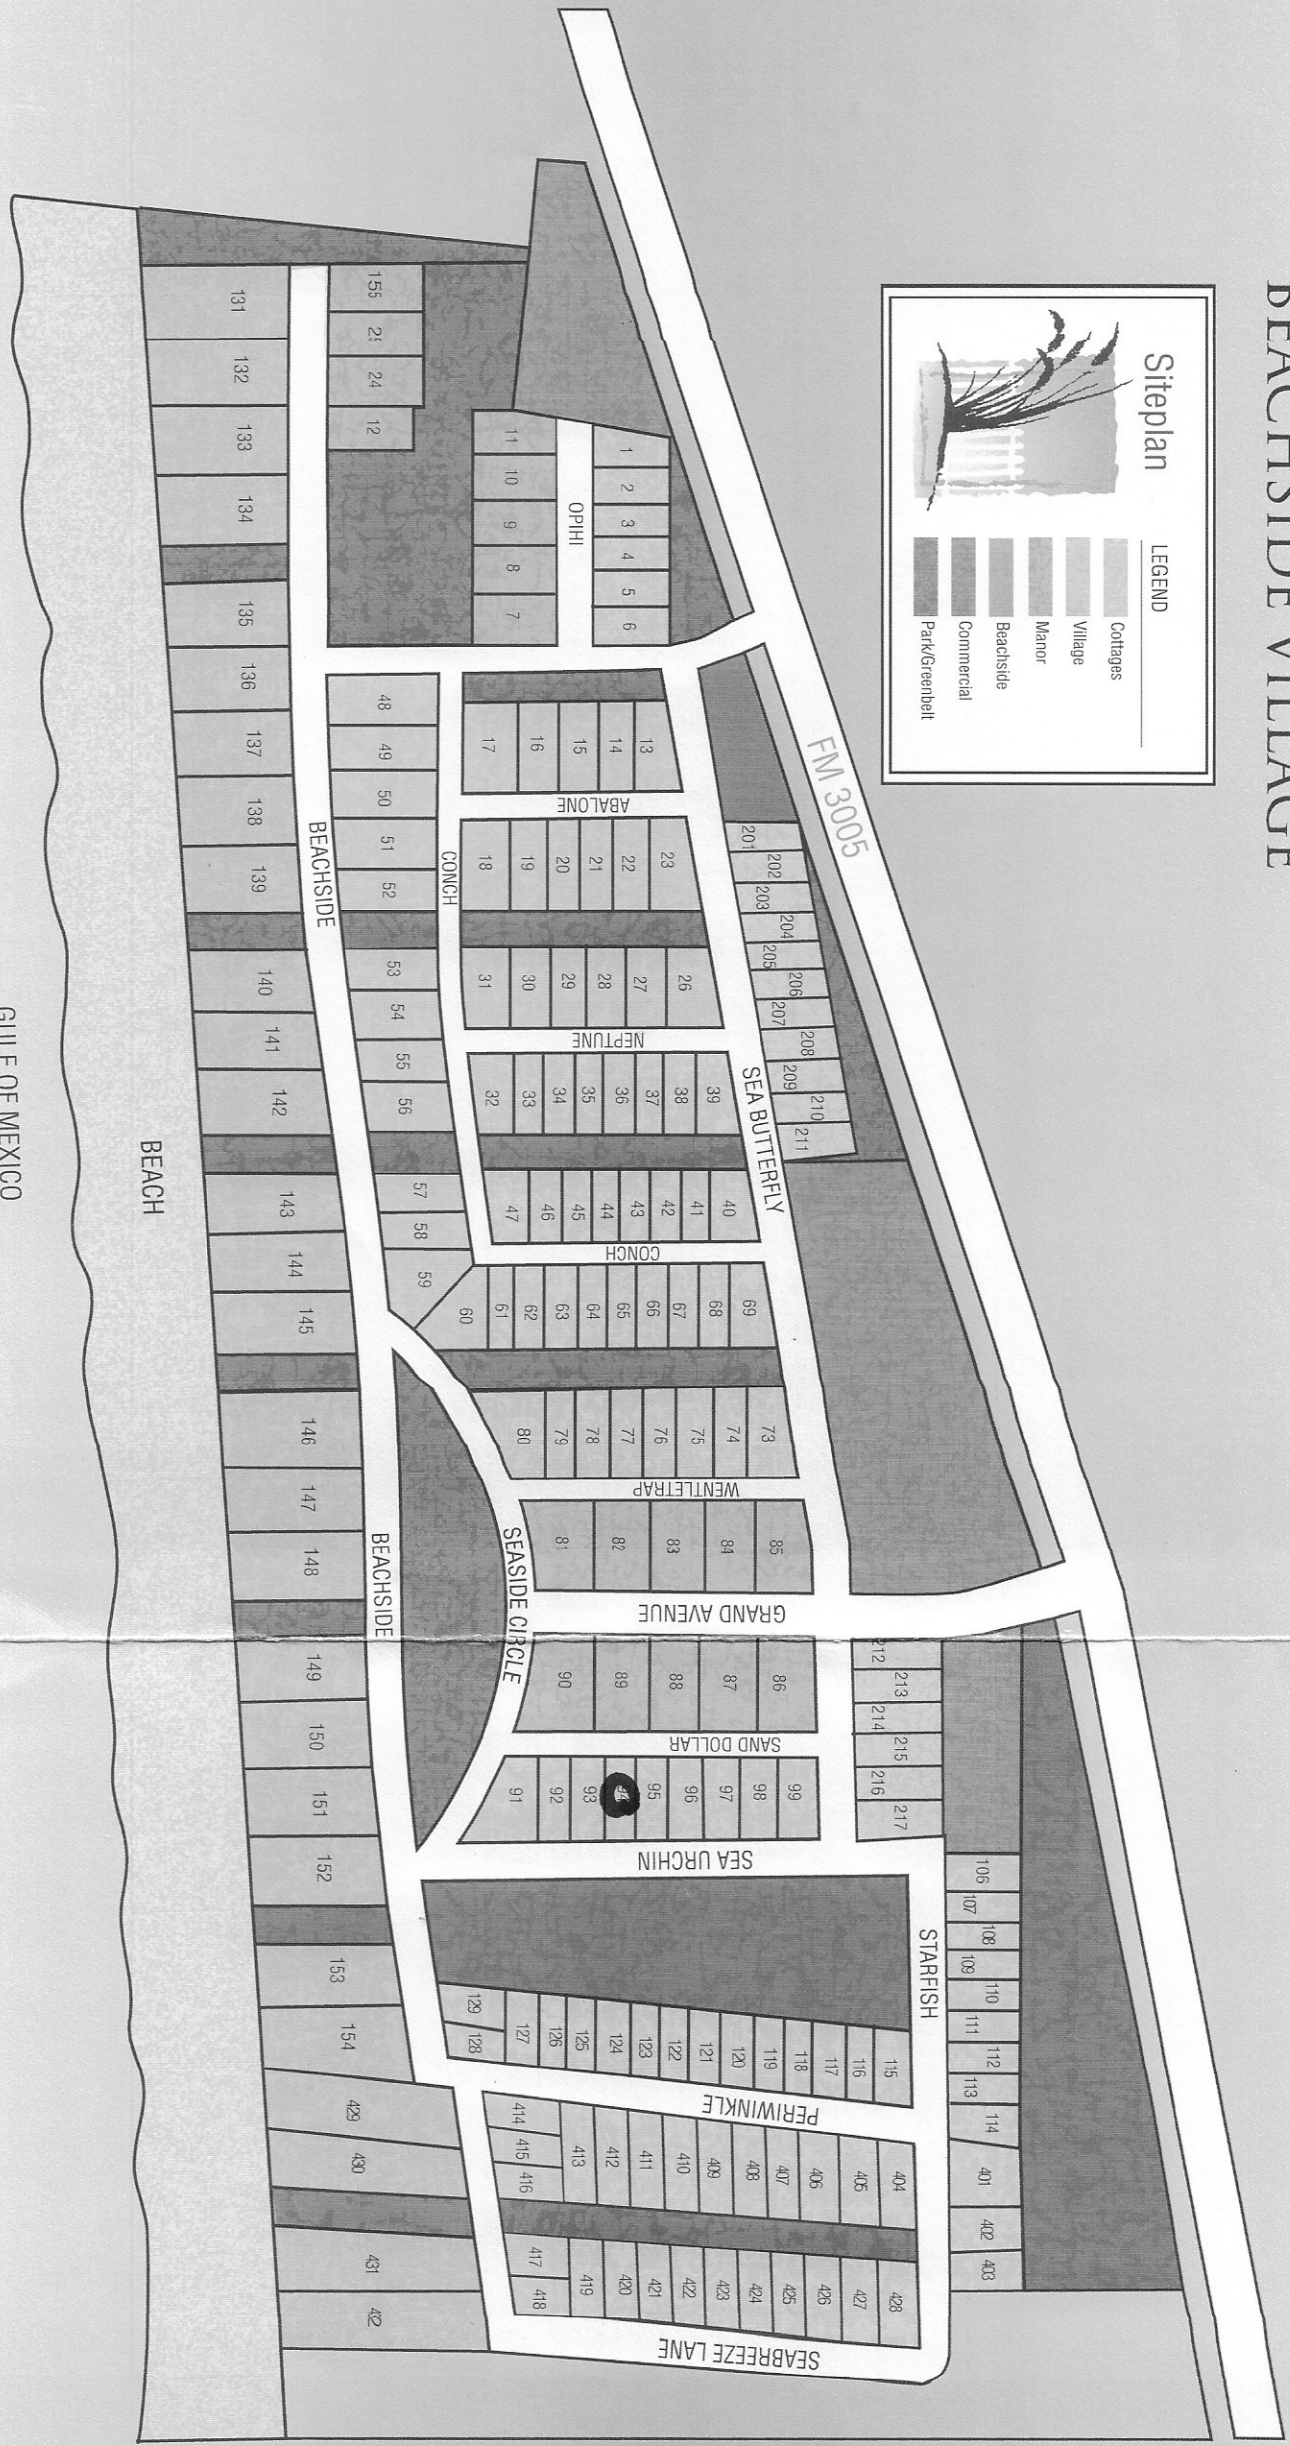 BEACHSIDE VILLAGE
Siteplan
LEGEND
Cottages
Village
Manor
Beachside
Commercial
Park/Greenbelt
FM 3005
OPIHI
1 2 3 4 5 6
11 10 9 8 7
155 25 24 12
131 132 133 134 135 136 137 138 139 140 141 142 143 144 145 146 147 148 149 150 151 152 153 154 429 430 431 432
BEACHSIDE
BEACHSIDE
48 49 50 51 52 53 54 55 56 57 58 59
CONCH
17 16 15 14 13
ABALONE
18 19 20 21 22 23
31 30 29 28 27 26
NEPTUNE
32 33 34 35 36 37 38 39
47 46 45 44 43 42 41 40
CONCH
60 61 62 63 64 65 66 67 68 69
80 79 78 77 76 75 74 73
WENTLETRAP
81 82 83 84 85
GRAND AVENUE
SEASIDE CIRCLE
90 89 88 87 86
SAND DOLLAR
91 92 93 94 95 96 97 98 99
SEA URCHIN
SEA BUTTERFLY
201 202 203 204 205 206 207 208 209 210 211
212 213 214 215 216 217
STARFISH
106 107 108 109 110 111 112 113 114 401 402 403
129 128 127 126 125 124 123 122 121 120 119 118 117 116 115
PERIWINKLE
414 415 416 413 412 411 410 409 408 407 406 405 404
417 418 419 420 421 422 423 424 425 426 427 428
SEABREEZE LANE
BEACH
GULF OF MEXICO